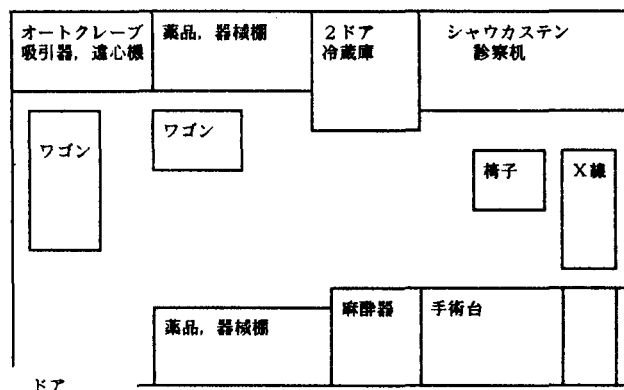 オートクレーブ
吸引器，遠心機
薬品，器械棚
２ドア
冷蔵庫
シャウカステン
診察机
ワゴン
ワゴン
椅子
Ｘ線
薬品，器械棚
麻酔器
手術台
ドア